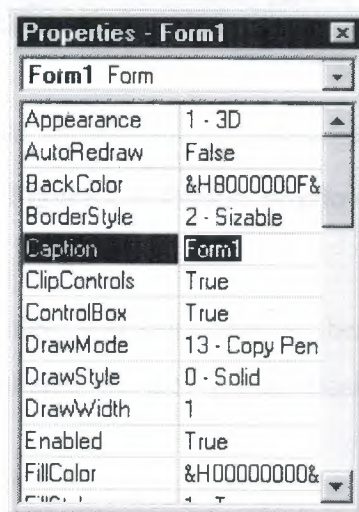 Properties - Form1
Form1 Form
Appearance 1 - 3D
AutoRedraw False
BackColor &H8000000F&
BorderStyle 2 - Sizable
Caption Form1
ClipControls True
ControlBox True
DrawMode 13 - Copy Pen
DrawStyle 0 - Solid
DrawWidth 1
Enabled True
FillColor &H00000000&